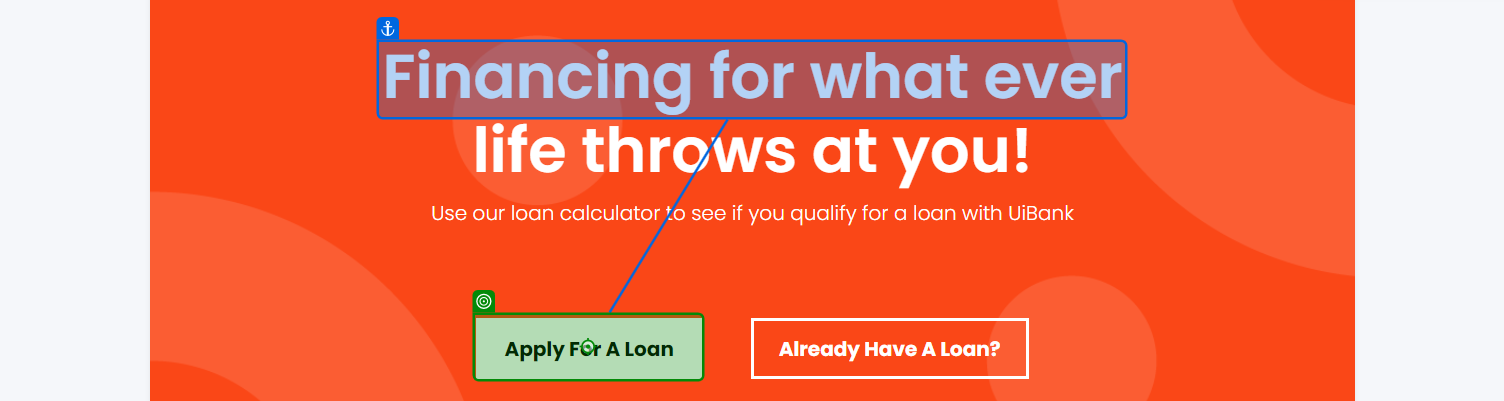 Financing for what ever
life throws at you!
Use our loan calculator to see if you qualify for a loan with UiBank
Apply For A Loan
Already Have A Loan?